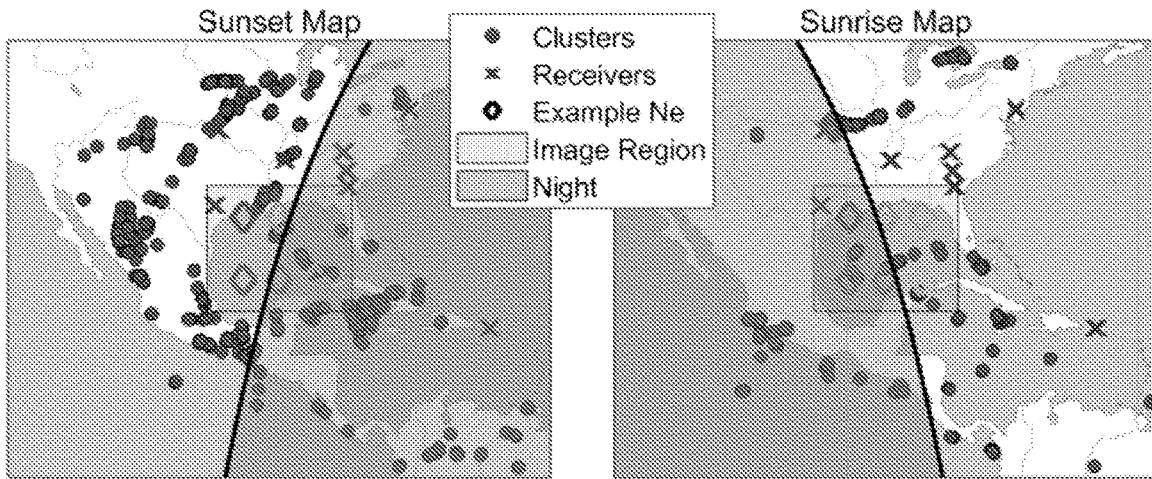 Sunset Map
Sunrise Map
Clusters
Receivers
Example Ne
Image Region
Night